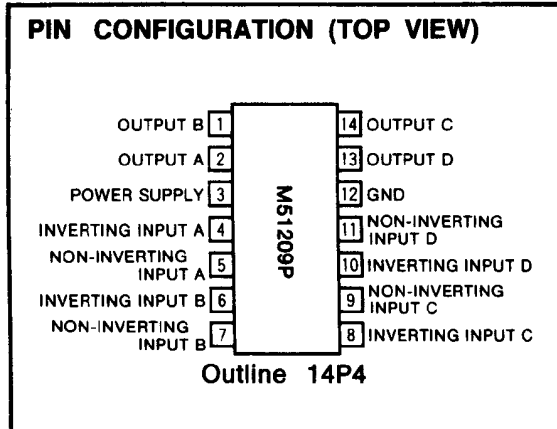 PIN CONFIGURATION (TOP VIEW)
OUTPUT B 1
OUTPUT A 2
POWER SUPPLY 3
INVERTING INPUT A 4
NON-INVERTING
INPUT A 5
INVERTING INPUT B 6
NON-INVERTING
INPUT B 7
M51209P
14 OUTPUT C
13 OUTPUT D
12 GND
11 NON-INVERTING
INPUT D
10 INVERTING INPUT D
9 NON-INVERTING
INPUT C
8 INVERTING INPUT C
Outline 14P4